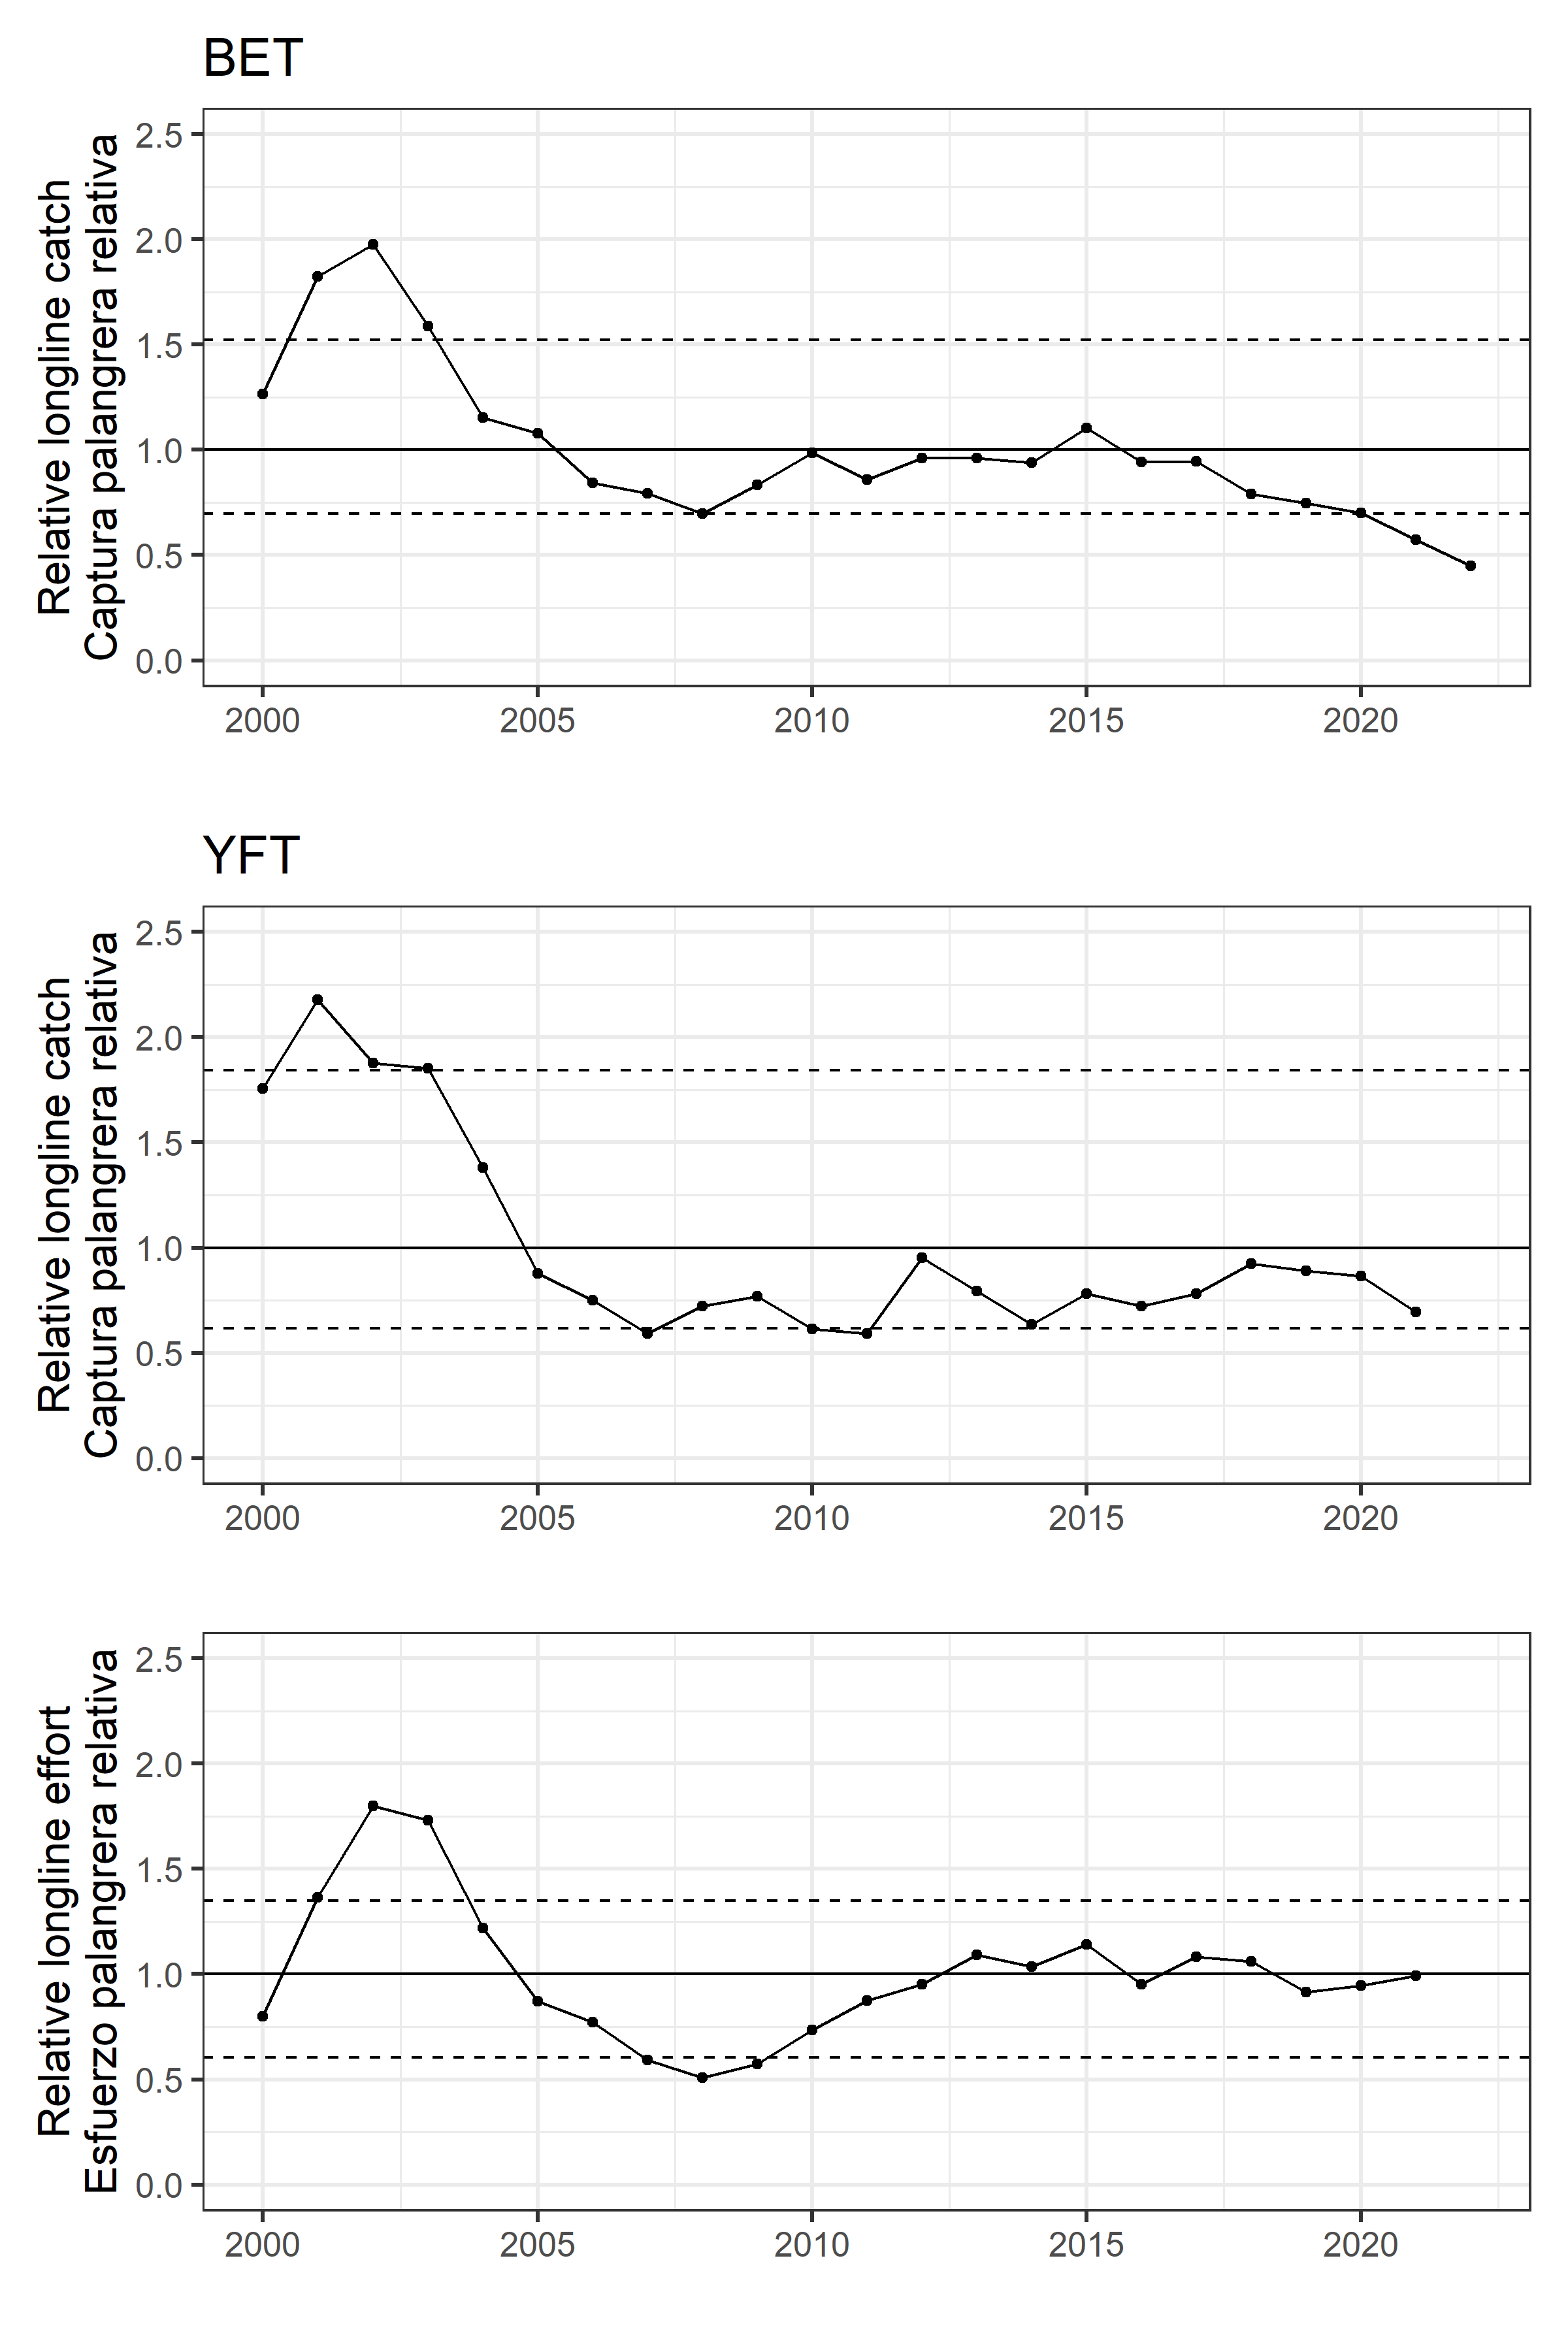 BET
Relative longline catch
Captura palangrera relativa
2.5
2.0
1.5
1.0
0.5
0.0
2000 2005 2010 2015 2020
YFT
Relative longline catch
Captura palangrera relativa
2.5
2.0
1.5
1.0
0.5
0.0
2000 2005 2010 2015 2020
Relative longline effort
Esfuerzo palangrera relativa
2.5
2.0
1.5
1.0
0.5
0.0
2000 2005 2010 2015 2020